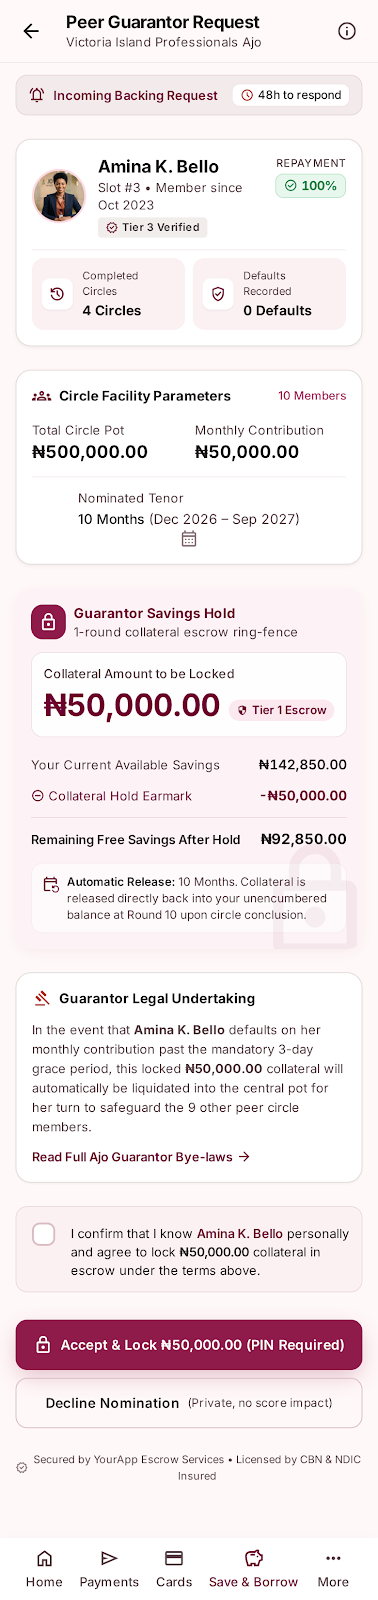 Peer Guarantor Request
Victoria Island Professionals Ajo
Incoming Backing Request
48h to respond
Amina K. Bello
Slot #3 • Member since
Oct 2023
Tier 3 Verified
REPAYMENT
100%
Completed
Circles
4 Circles
Defaults
Recorded
0 Defaults
Circle Facility Parameters
10 Members
Total Circle Pot
₦500,000.00
Monthly Contribution
₦50,000.00
Nominated Tenor
10 Months (Dec 2026 – Sep 2027)
Guarantor Savings Hold
1-round collateral escrow ring-fence
Collateral Amount to be Locked
₦50,000.00
Tier 1 Escrow
Your Current Available Savings
₦142,850.00
Collateral Hold Earmark
-₦50,000.00
Remaining Free Savings After Hold
₦92,850.00
Automatic Release: 10 Months. Collateral is
released directly back into your unencumbered
balance at Round 10 upon circle conclusion.
Guarantor Legal Undertaking
In the event that Amina K. Bello defaults on her
monthly contribution past the mandatory 3-day
grace period, this locked ₦50,000.00 collateral will
automatically be liquidated into the central pot for
her turn to safeguard the 9 other peer circle
members.
Read Full Ajo Guarantor Bye-laws →
I confirm that I know Amina K. Bello personally
and agree to lock ₦50,000.00 collateral in
escrow under the terms above.
Accept & Lock ₦50,000.00 (PIN Required)
Decline Nomination (Private, no score impact)
Secured by YourApp Escrow Services • Licensed by CBN & NDIC
Insured
Home
Payments
Cards
Save & Borrow
More